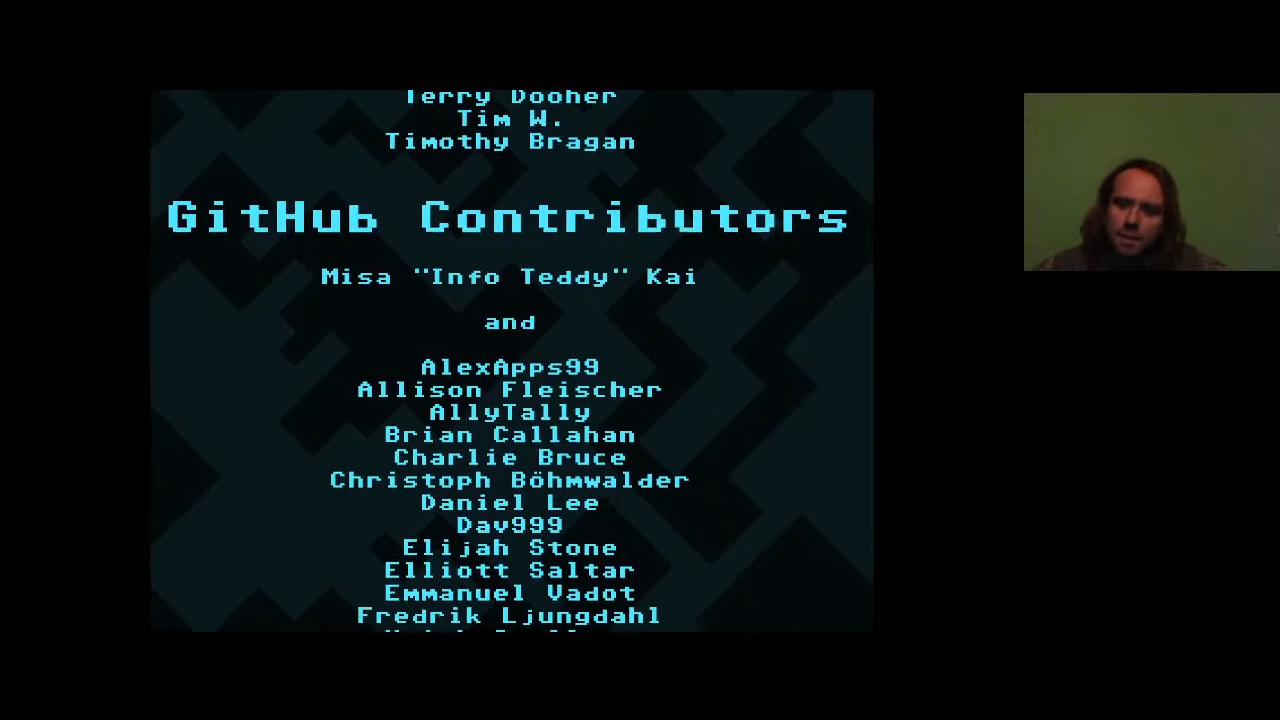 Terry Dooher
Tim W.
Timothy Bragan
GitHub Contributors
Misa "Info Teddy" Kai
and
AlexApps99
Allison Fleischer
AllyTally
Brian Callahan
Charlie Bruce
Christoph Böhmwalder
Daniel Lee
Dav999
Elijah Stone
Elliott Saltar
Emmanuel Vadot
Fredrik Ljungdahl